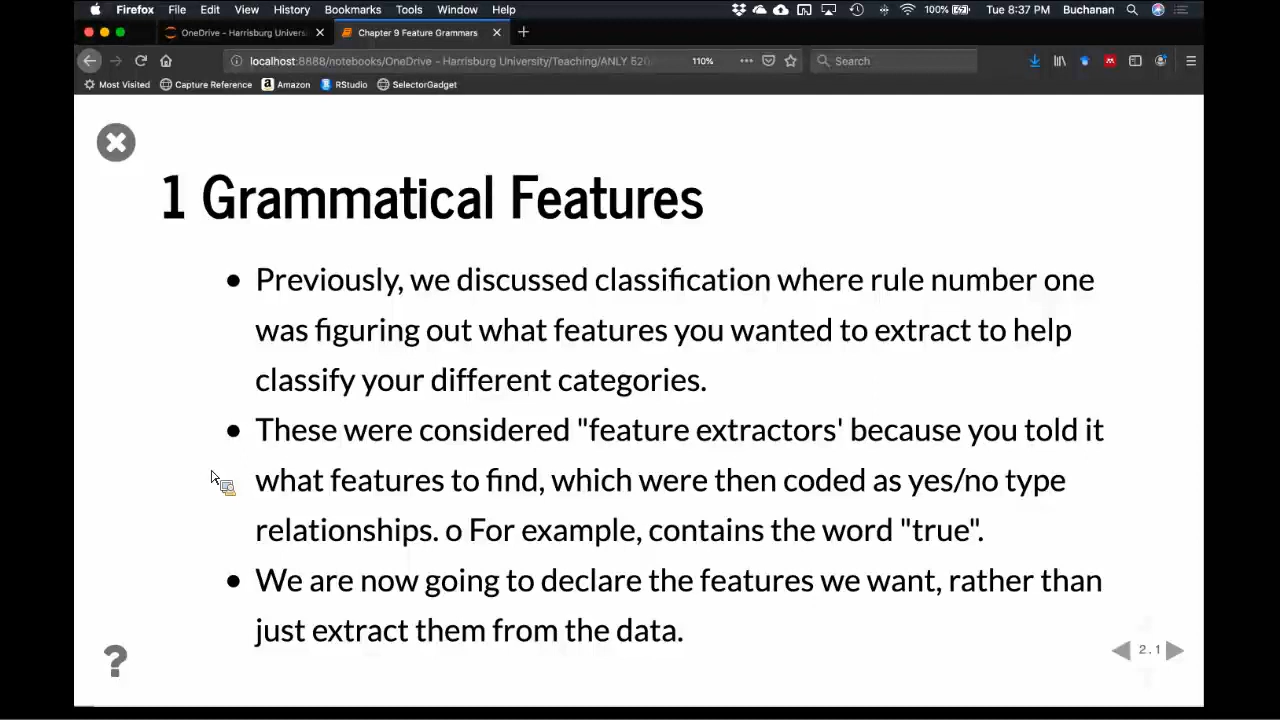 Firefox File Edit View History Bookmarks Tools Window Help 100% Tue 8:37 PM Buchanan
OneDrive - Harrisburg Universi Chapter 9 Feature Grammars
localhost:8888/notebooks/OneDrive - Harrisburg University/Teaching/ANLY 520 110% Search
Most Visited Capture Reference Amazon RStudio SelectorGadget
1 Grammatical Features
• Previously, we discussed classification where rule number one
was figuring out what features you wanted to extract to help
classify your different categories.
• These were considered "feature extractors' because you told it
what features to find, which were then coded as yes/no type
relationships. o For example, contains the word "true".
• We are now going to declare the features we want, rather than
just extract them from the data.
?
2.1